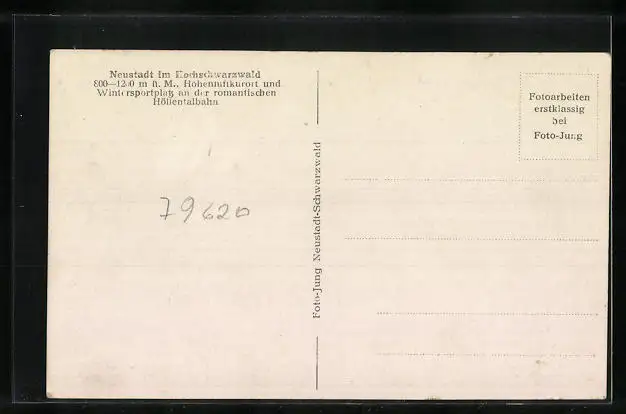 Neustadt im Hochschwarzwald
800—1200 m ü. M., Höhenluftkurort und
Wintersportplatz an der romantischen
Höllentalbahn
79620
Foto-Jung Neustadt-Schwarzwald
Fotoarbeiten
erstklassig
bei
Foto-Jung